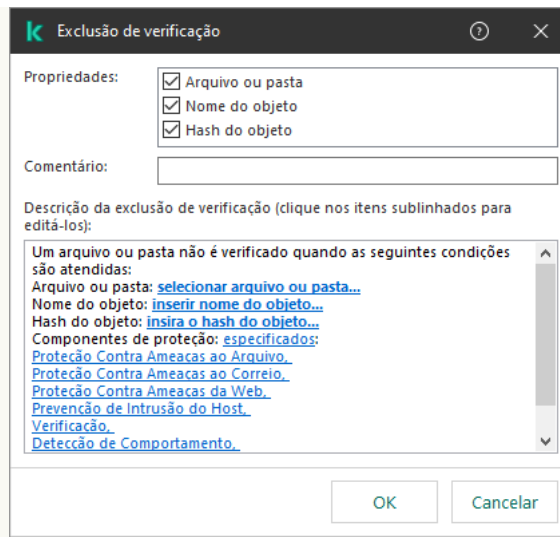 Exclusão de verificação
Propriedades:
Arquivo ou pasta
Nome do objeto
Hash do objeto
Comentário:
Descrição da exclusão de verificação (clique nos itens sublinhados para
editá-los):
Um arquivo ou pasta não é verificado quando as seguintes condições
são atendidas:
Arquivo ou pasta: selecionar arquivo ou pasta...
Nome do objeto: inserir nome do objeto...
Hash do objeto: insira o hash do objeto...
Componentes de proteção: especificados:
Proteção Contra Ameaças ao Arquivo,
Proteção Contra Ameaças ao Correio,
Proteção Contra Ameaças da Web,
Prevenção de Intrusão do Host,
Verificação,
Detecção de Comportamento,
OK Cancelar